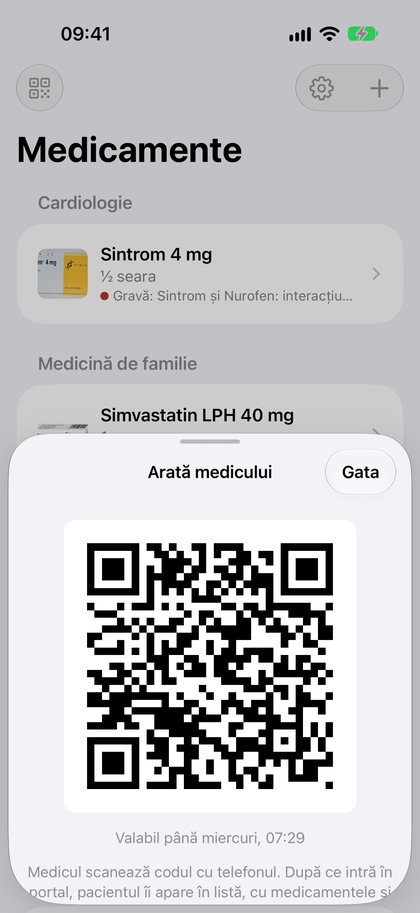 09:41
Medicamente
Cardiologie
4 mg
Sintrom 4 mg
½ seara
Gravă: Sintrom și Nurofen: interacțiu...
Medicină de familie
Simvastatin LPH 40 mg
Arată medicului
Gata
Valabil până miercuri, 07:29
Medicul scanează codul cu telefonul. După ce intră în
portal, pacientul îi apare în listă, cu medicamentele și